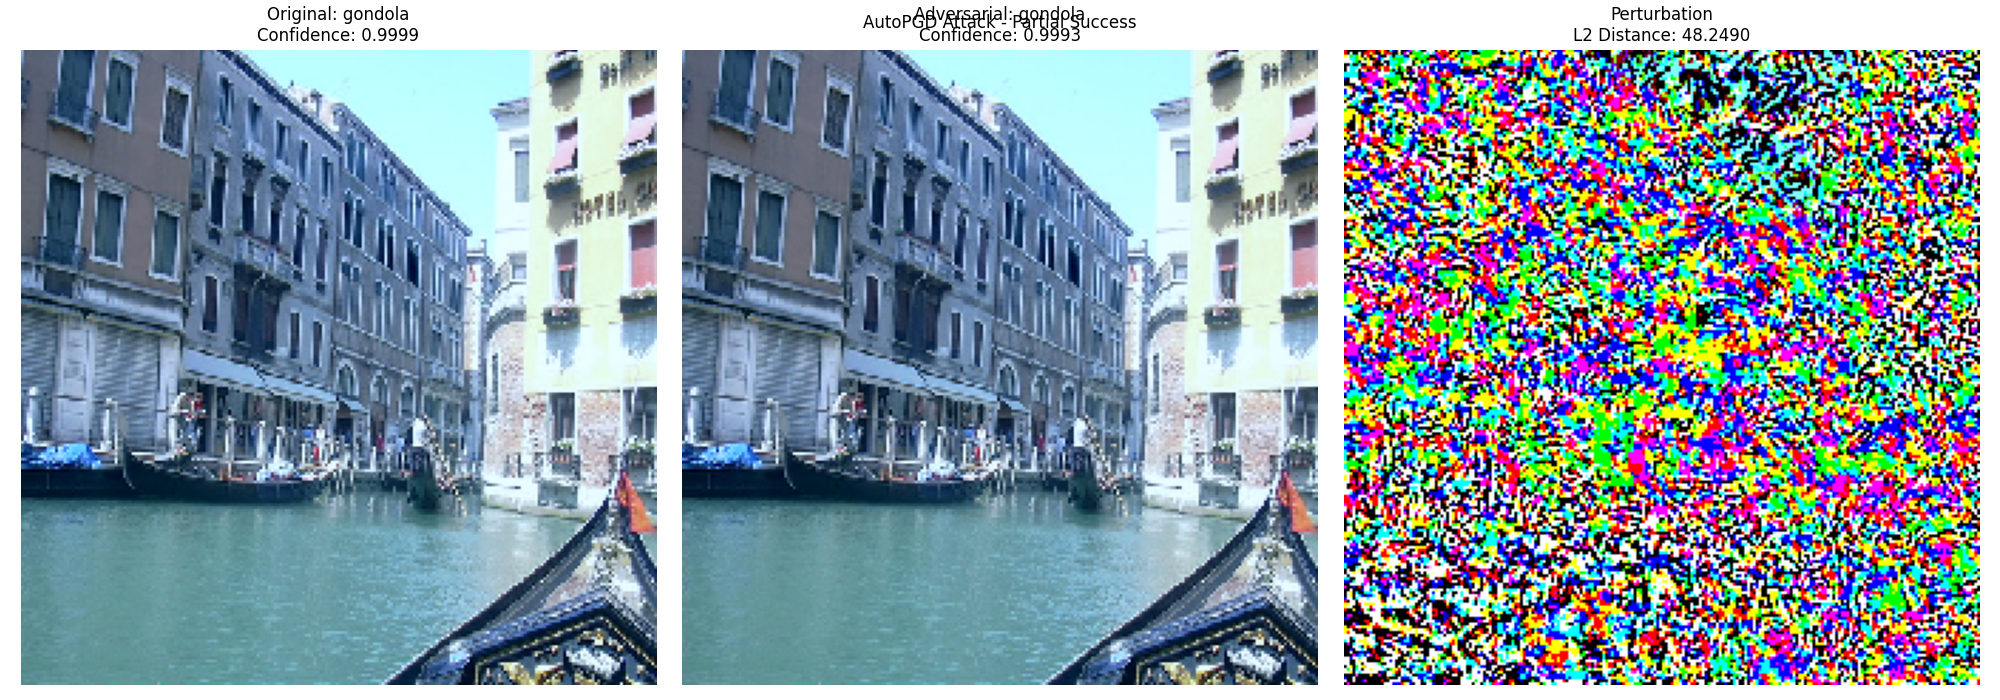 Original: gondola
Confidence: 0.9999
Adversarial: gondola
AutoPGD Attack - Partial Success
Confidence: 0.9993
Perturbation
L2 Distance: 48.2490